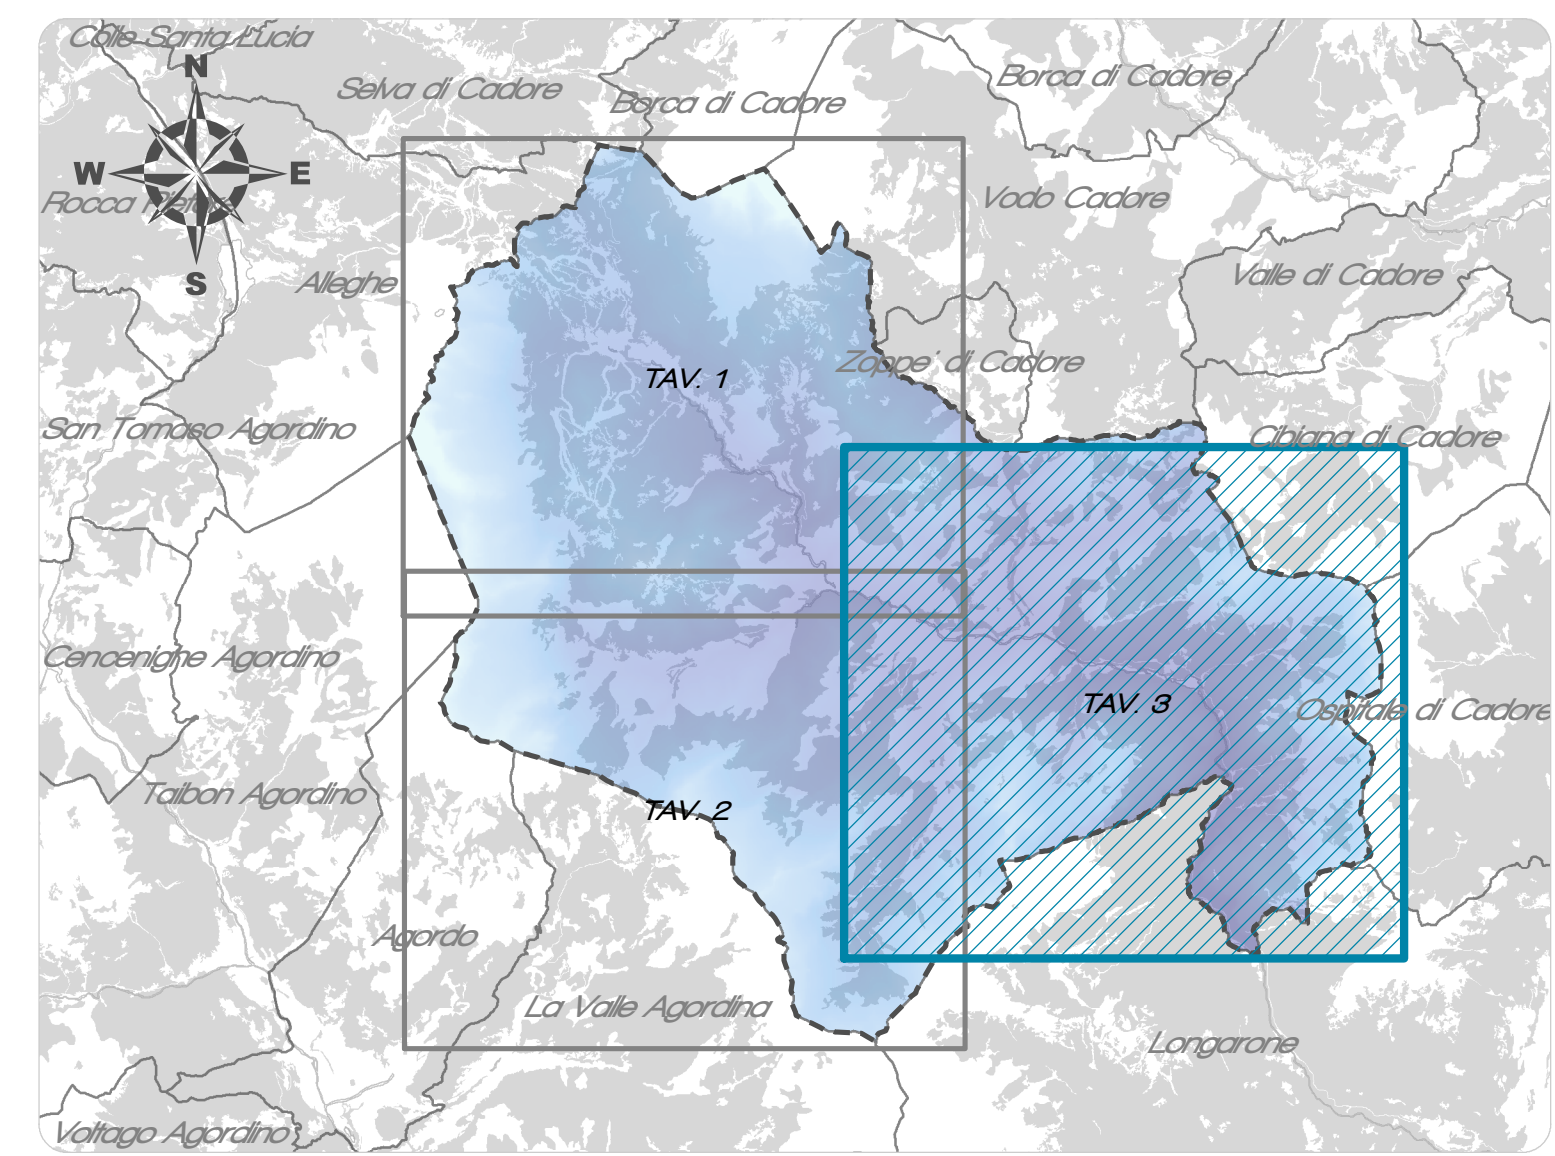 Colle Santa Lucia
N
Selva di Cadore
Borca di Cadore
Borca di Cadore
W
E
Rocca Pietore
Vodo Cadore
S
Alleghe
Valle di Cadore
Zoppe' di Cadore
TAV. 1
San Tomaso Agordino
Cibiana di Cadore
Cencenighe Agordino
TAV. 3
Ospitale di Cadore
Taibon Agordino
TAV. 2
Agordo
La Valle Agordina
Longarone
Voltago Agordino